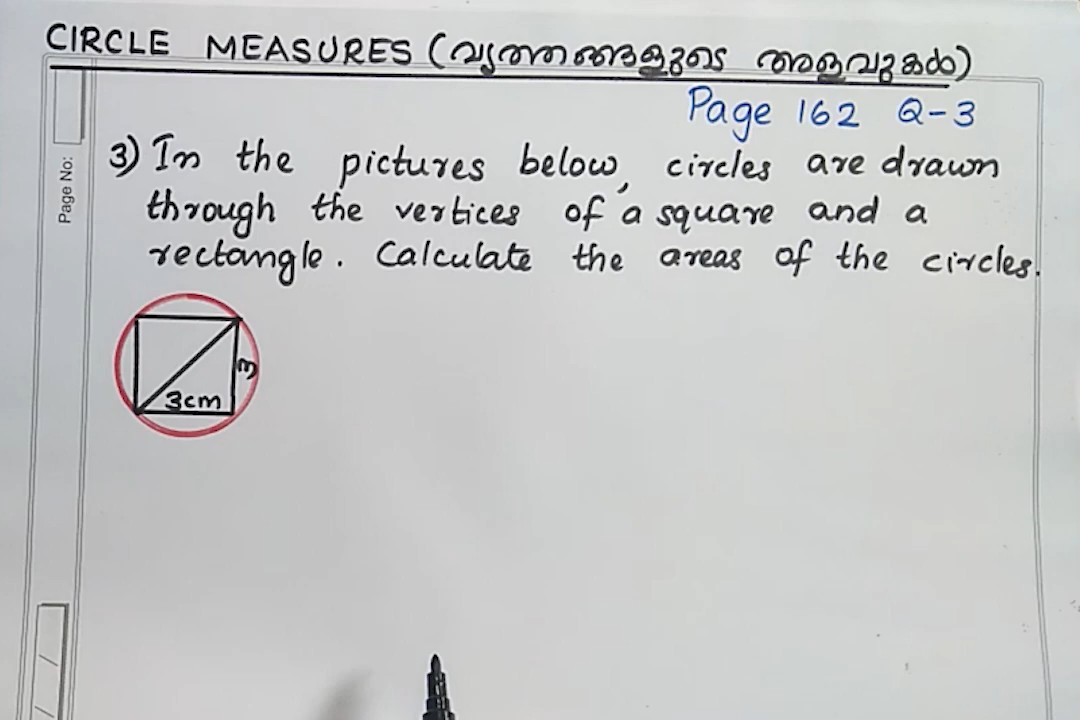 CIRCLE MEASURES (വൃത്തങ്ങളുടെ അളവുകൾ)
Page 162 Q-3
Page No:
3) In the pictures below, circles are drawn
through the vertices of a square and a
rectangle. Calculate the areas of the circles.
3
3cm